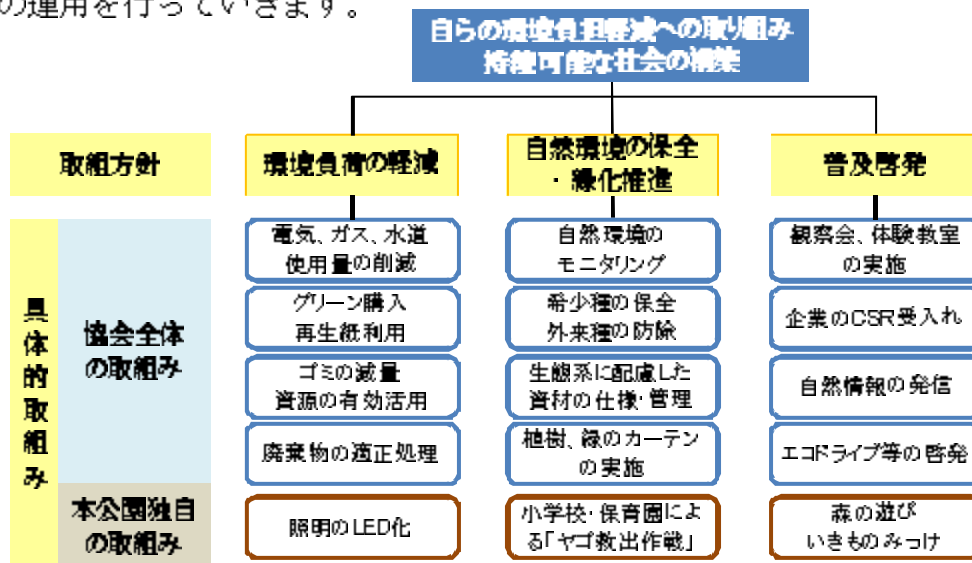 の運用を行っていきます。
自らの環境負担軽減への取り組み
持続可能な社会の構築
取組方針
環境負荷の軽減
自然環境の保全
・緑化推進
普及啓発
具体的取組み
協会全体
の取組み
電気、ガス、水道
使用量の削減
自然環境の
モニタリング
観察会、体験教室
の実施
グリーン購入
再生紙利用
希少種の保全
外来種の防除
企業のCSR受入れ
ゴミの減量
資源の有効活用
生態系に配慮した
資材の仕様・管理
自然情報の発信
廃棄物の適正処理
植樹、緑のカーテン
の実施
エコドライブ等の啓発
本公園独自
の取組み
照明のLED化
小学校・保育園によ
る「ヤゴ救出作戦」
森の遊び
いきものみっけ